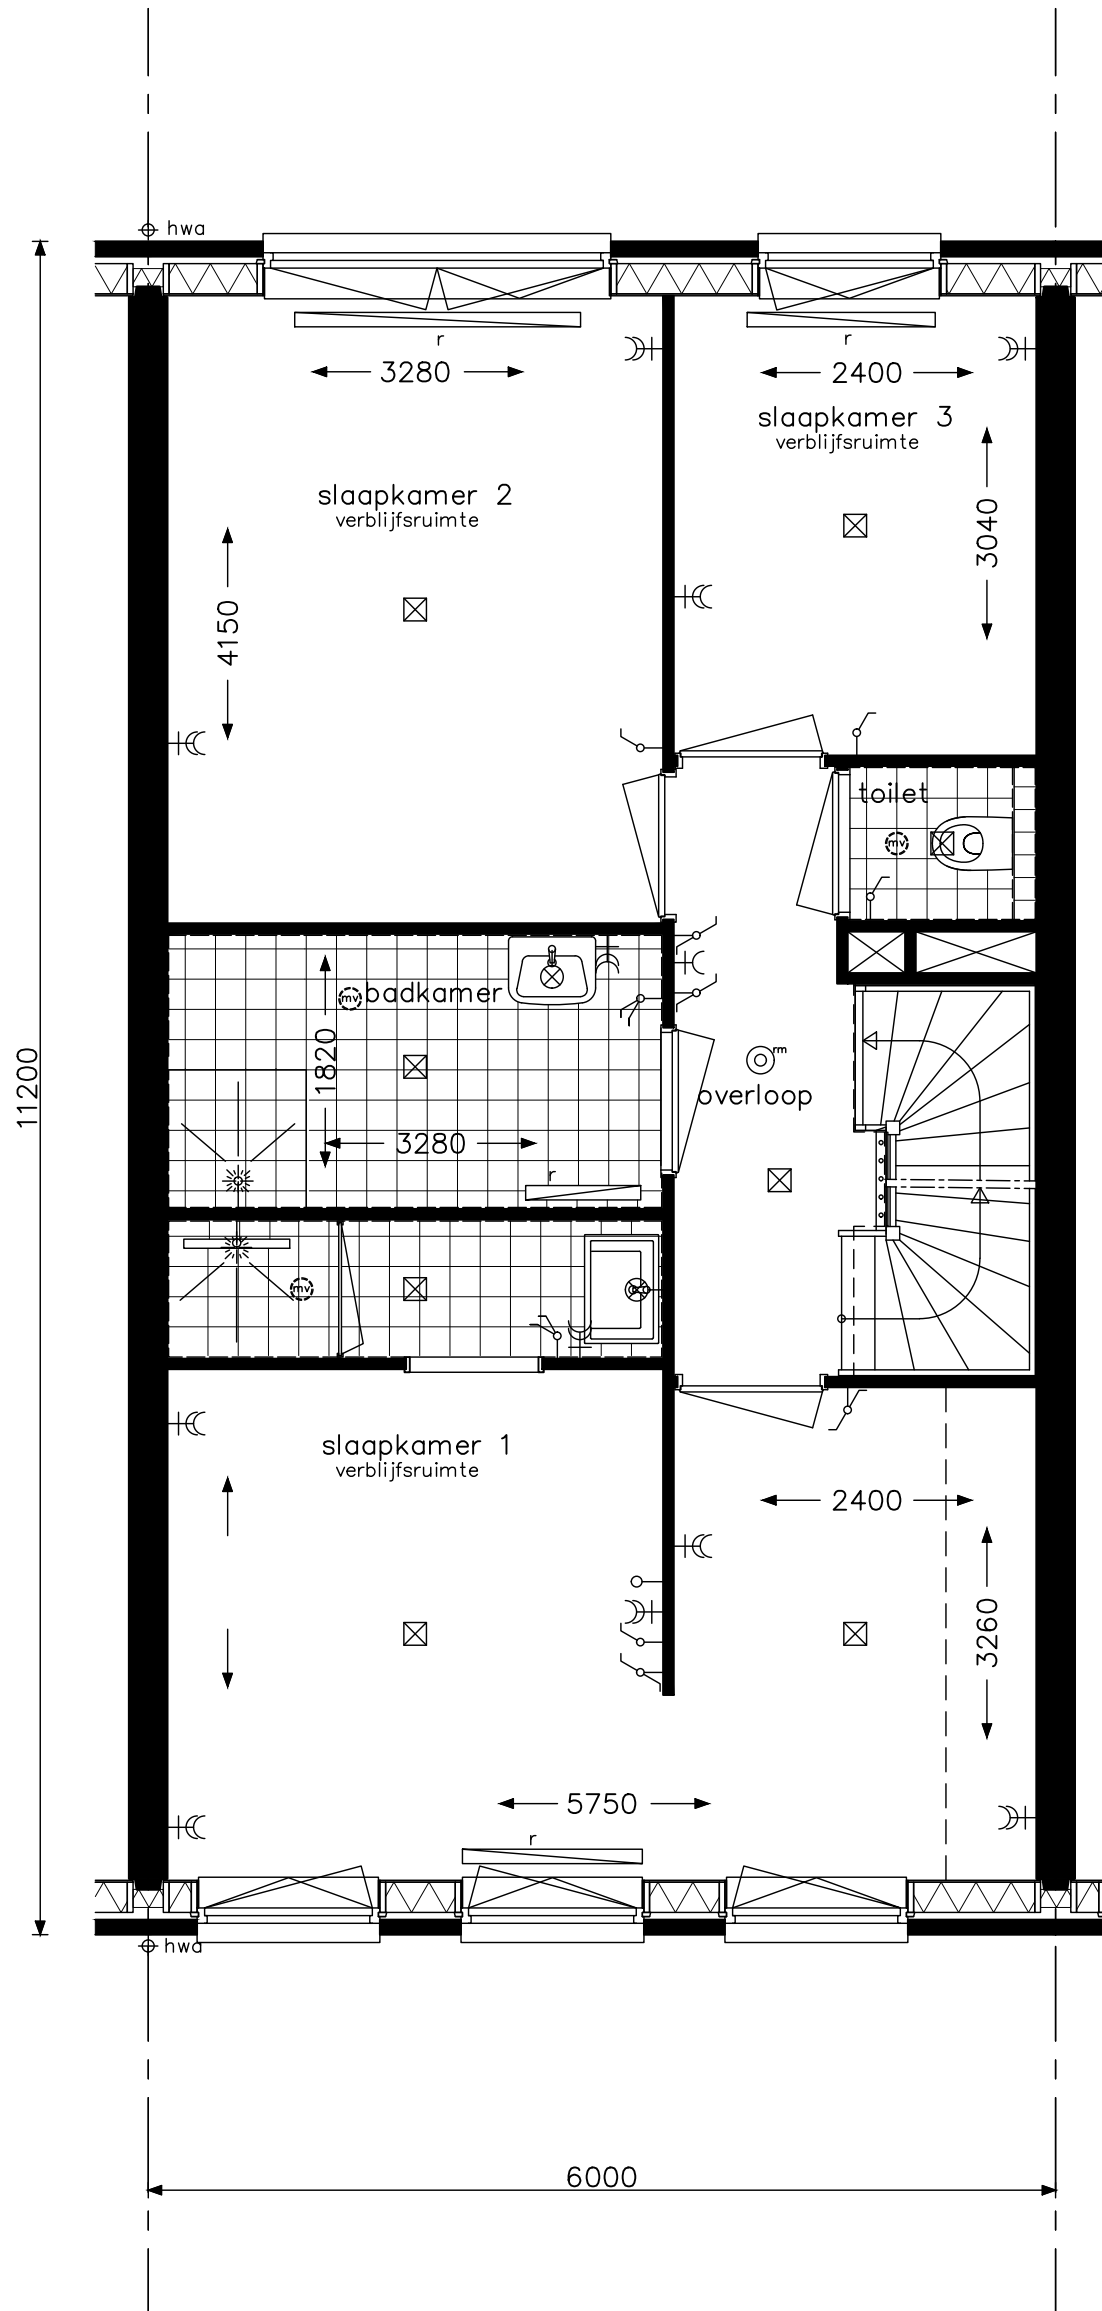 hwa
r
r
3280
2400
slaapkamer 3
verblijfsruimte
slaapkamer 2
verblijfsruimte
3040
4150
toilet
mv
mv
badkamer
1820
rm
overloop
11200
3280
r
mv
slaapkamer 1
verblijfsruimte
2400
3260
5750
r
hwa
6000